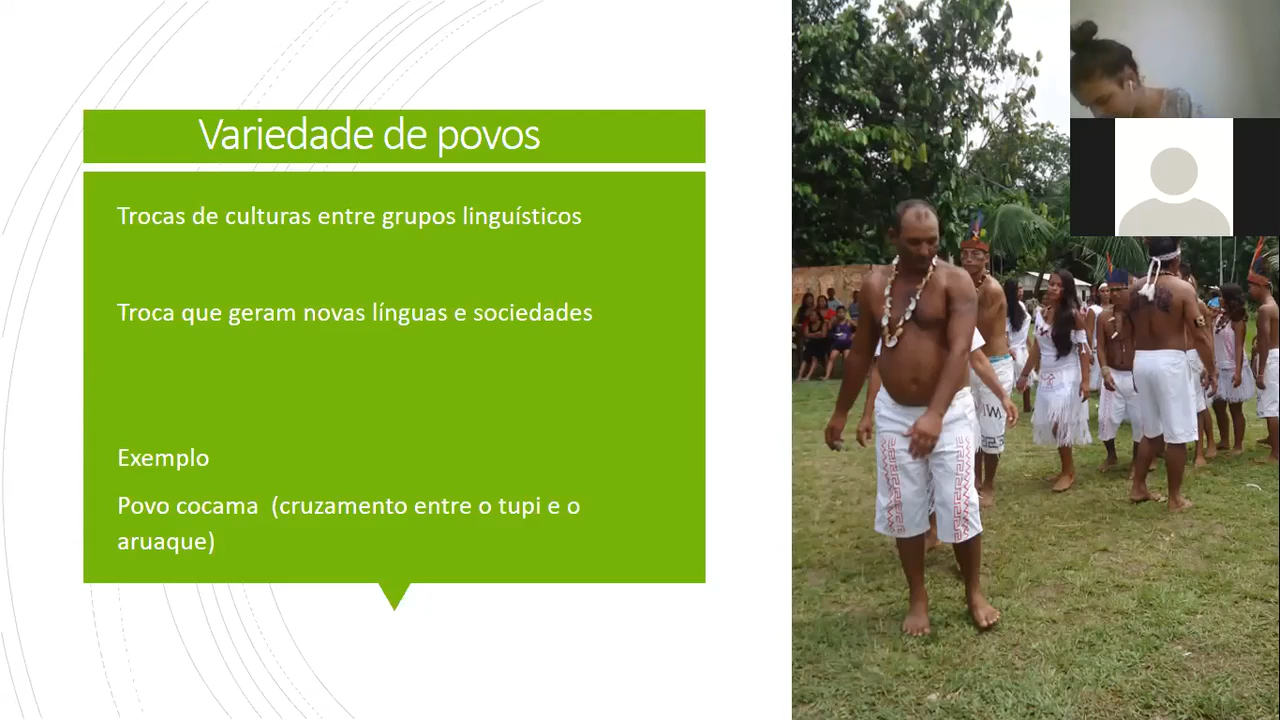 Variedade de povos
Trocas de culturas entre grupos linguísticos
Troca que geram novas línguas e sociedades
Exemplo
Povo cocama (cruzamento entre o tupi e o
aruaque)